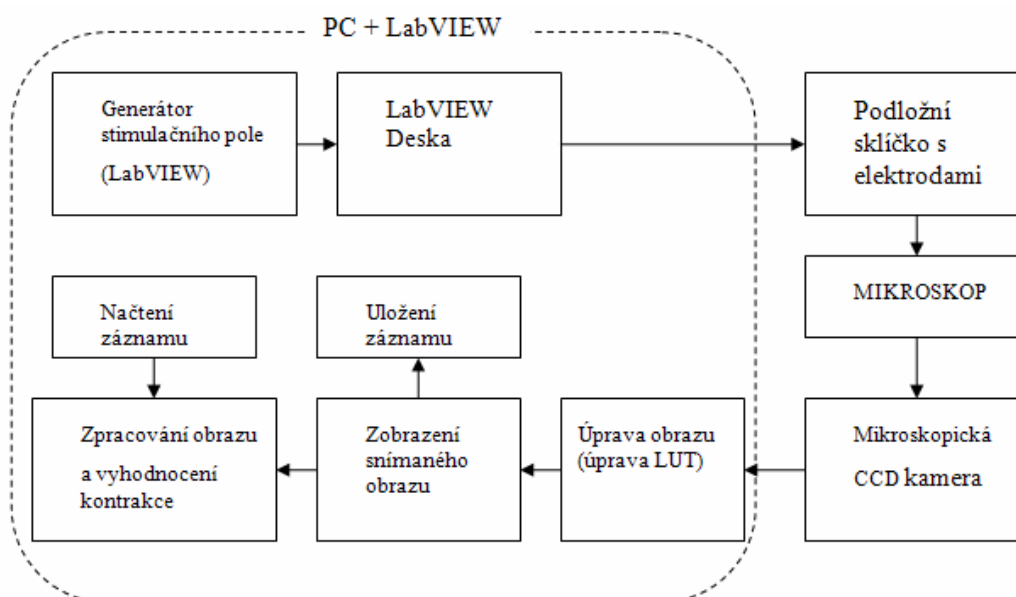 PC + LabVIEW
Generátor
stimulačního pole
(LabVIEW)
LabVIEW
Deska
Podložní
sklíčko s
elektrodami
MIKROSKOP
Načtení
záznamu
Uložení
záznamu
Zpracování obrazu
a vyhodnocení
kontrakce
Zobrazení
snímaného
obrazu
Úprava obrazu
(úprava LUT)
Mikroskopická
CCD kamera